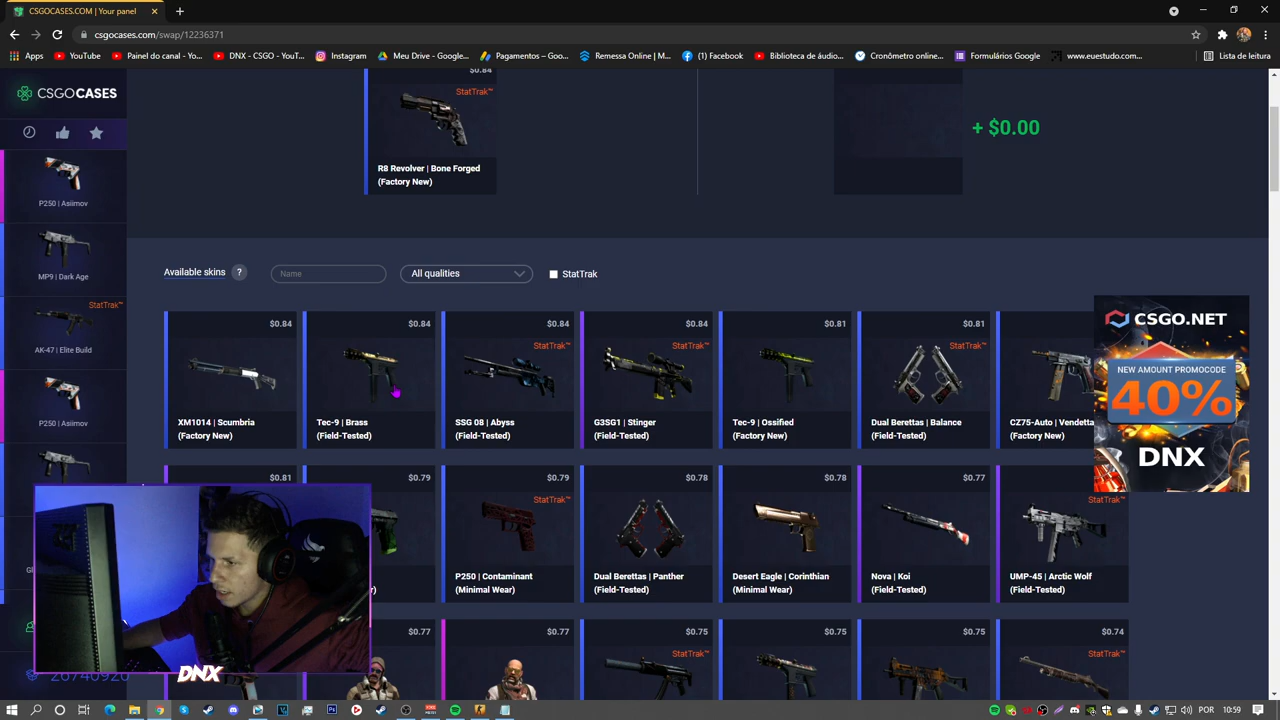 CSGOCASES.COM | Your panel
csgocases.com/swap/12236371
Apps
YouTube
Painel do canal - Yo...
DNX - CSGO - YouT...
Instagram
Meu Drive - Google...
Pagamentos – Goo...
Remessa Online | M...
(1) Facebook
Biblioteca de áudio...
Cronômetro online...
Formulários Google
www.euestudo.com...
Lista de leitura
CSGOCASES
$0.84
StatTrak™
R8 Revolver | Bone Forged
(Factory New)
+ $0.00
P250 | Asiimov
MP9 | Dark Age
StatTrak™
AK-47 | Elite Build
P250 | Asiimov
Available skins
?
Name
All qualities
StatTrak
$0.84
XM1014 | Scumbria
(Factory New)
$0.84
Tec-9 | Brass
(Field-Tested)
$0.84
StatTrak™
SSG 08 | Abyss
(Field-Tested)
$0.84
StatTrak™
G3SG1 | Stinger
(Field-Tested)
$0.81
Tec-9 | Ossified
(Factory New)
$0.81
StatTrak™
Dual Berettas | Balance
(Field-Tested)
CZ75-Auto | Vendetta
(Factory New)
CSGO.NET
NEW AMOUNT PROMOCODE
40%
DNX
$0.81
$0.79
$0.79
StatTrak™
P250 | Contaminant
(Minimal Wear)
$0.78
Dual Berettas | Panther
(Field-Tested)
$0.78
Desert Eagle | Corinthian
(Minimal Wear)
$0.77
Nova | Koi
(Field-Tested)
StatTrak™
UMP-45 | Arctic Wolf
(Field-Tested)
$0.77
$0.77
$0.75
StatTrak™
$0.75
$0.75
$0.74
StatTrak™
DNX
26740920
POR
10:59